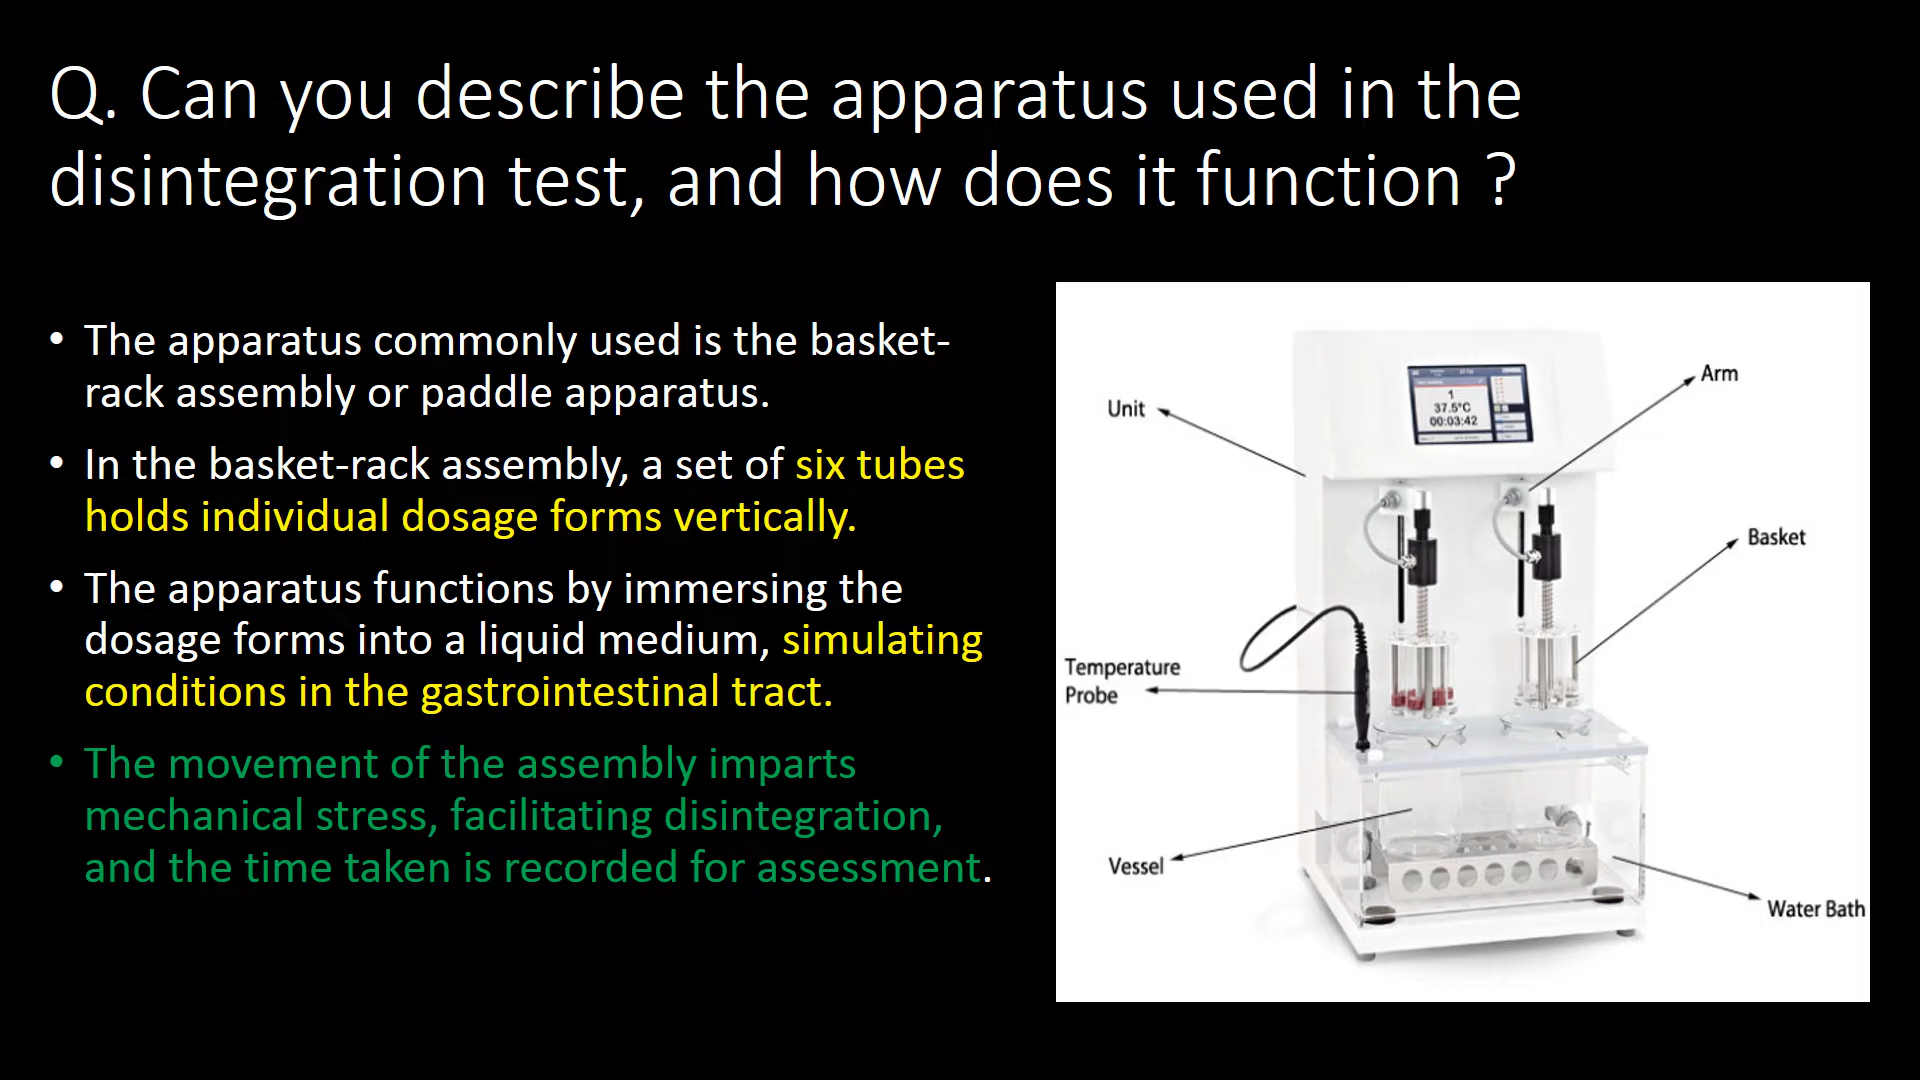 Q. Can you describe the apparatus used in the
disintegration test, and how does it function ?
• The apparatus commonly used is the basket-
rack assembly or paddle apparatus.
• In the basket-rack assembly, a set of six tubes
holds individual dosage forms vertically.
• The apparatus functions by immersing the
dosage forms into a liquid medium, simulating
conditions in the gastrointestinal tract.
• The movement of the assembly imparts
mechanical stress, facilitating disintegration,
and the time taken is recorded for assessment.
Arm
Unit
1
37.5°C
00:03:42
Basket
Temperature
Probe
Vessel
Water Bath